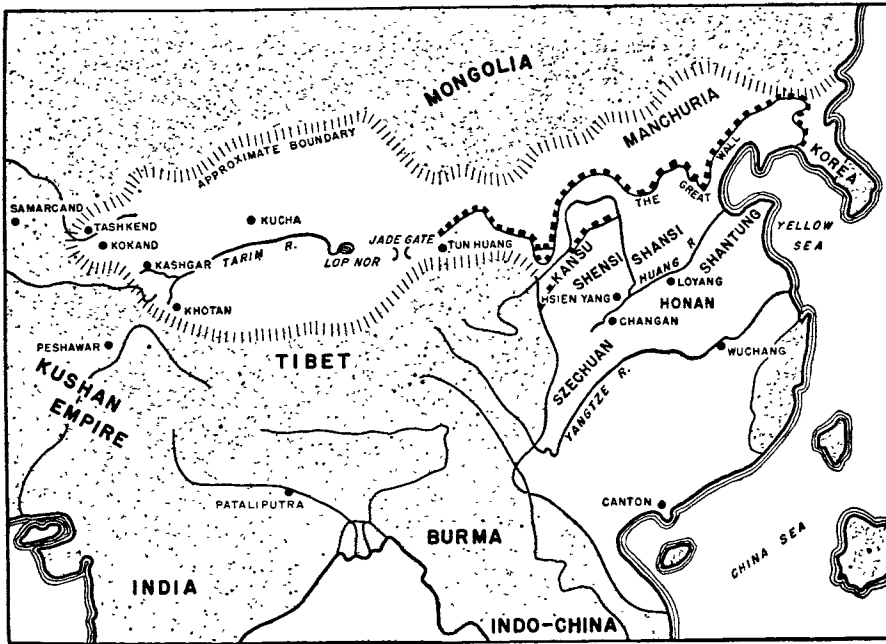 MONGOLIA
MANCHURIA
APPROXIMATE BOUNDARY
KOREA
THE GREAT WALL
SAMARCAND
TASHKEND
KOKAND
KUCHA
YELLOW
SEA
KASHGAR
TARIM R.
LOP NOR
JADE GATE
TUN HUANG
KANSU
SHENSI
SHANSI
HUANG R.
SHANTUNG
LOYANG
HSIEN YANG
HONAN
KHOTAN
CHANGAN
PESHAWAR
TIBET
WUCHANG
KUSHAN
EMPIRE
SZECHUAN
YANGTZE R.
PATALIPUTRA
CANTON
BURMA
CHINA SEA
INDIA
INDO-CHINA